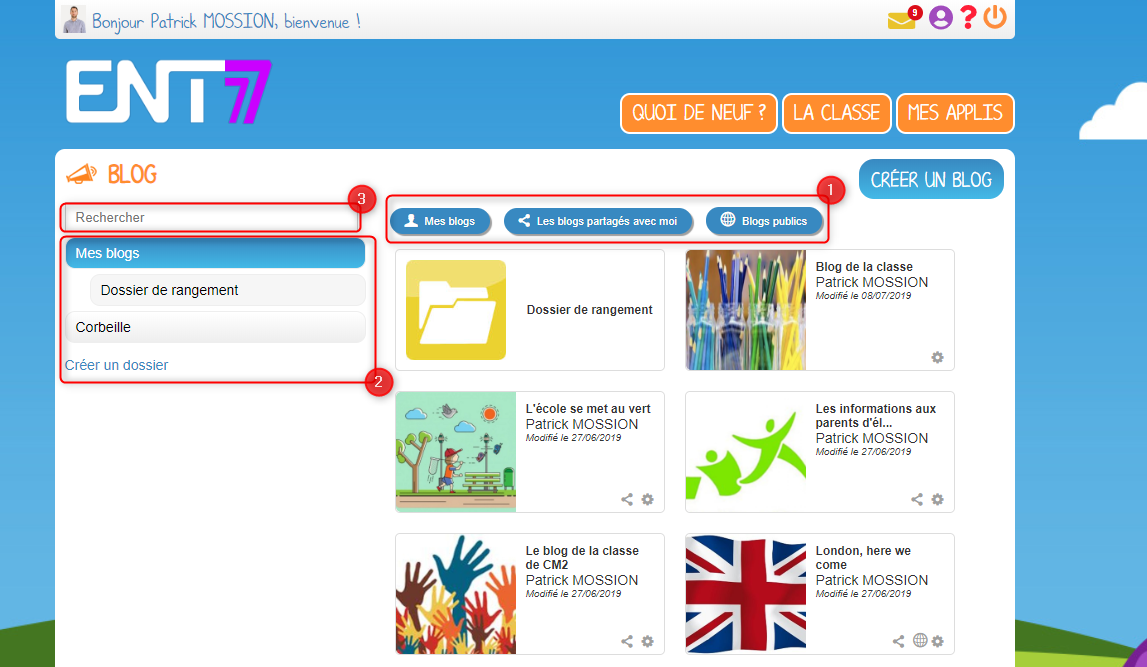 Bonjour Patrick MOSSION, bienvenue !
9
?
ENT77
QUOI DE NEUF ?
LA CLASSE
MES APPLIS
BLOG
CRÉER UN BLOG
3
1
Rechercher
Mes blogs
Les blogs partagés avec moi
Blogs publics
Mes blogs
Dossier de rangement
Corbeille
Créer un dossier
2
Dossier de rangement
Blog de la classe
Patrick MOSSION
Modifié le 08/07/2019
L'école se met au vert
Patrick MOSSION
Modifié le 27/06/2019
Les informations aux
parents d'él...
Patrick MOSSION
Modifié le 27/06/2019
Le blog de la classe
de CM2
Patrick MOSSION
Modifié le 27/06/2019
London, here we
come
Patrick MOSSION
Modifié le 27/06/2019